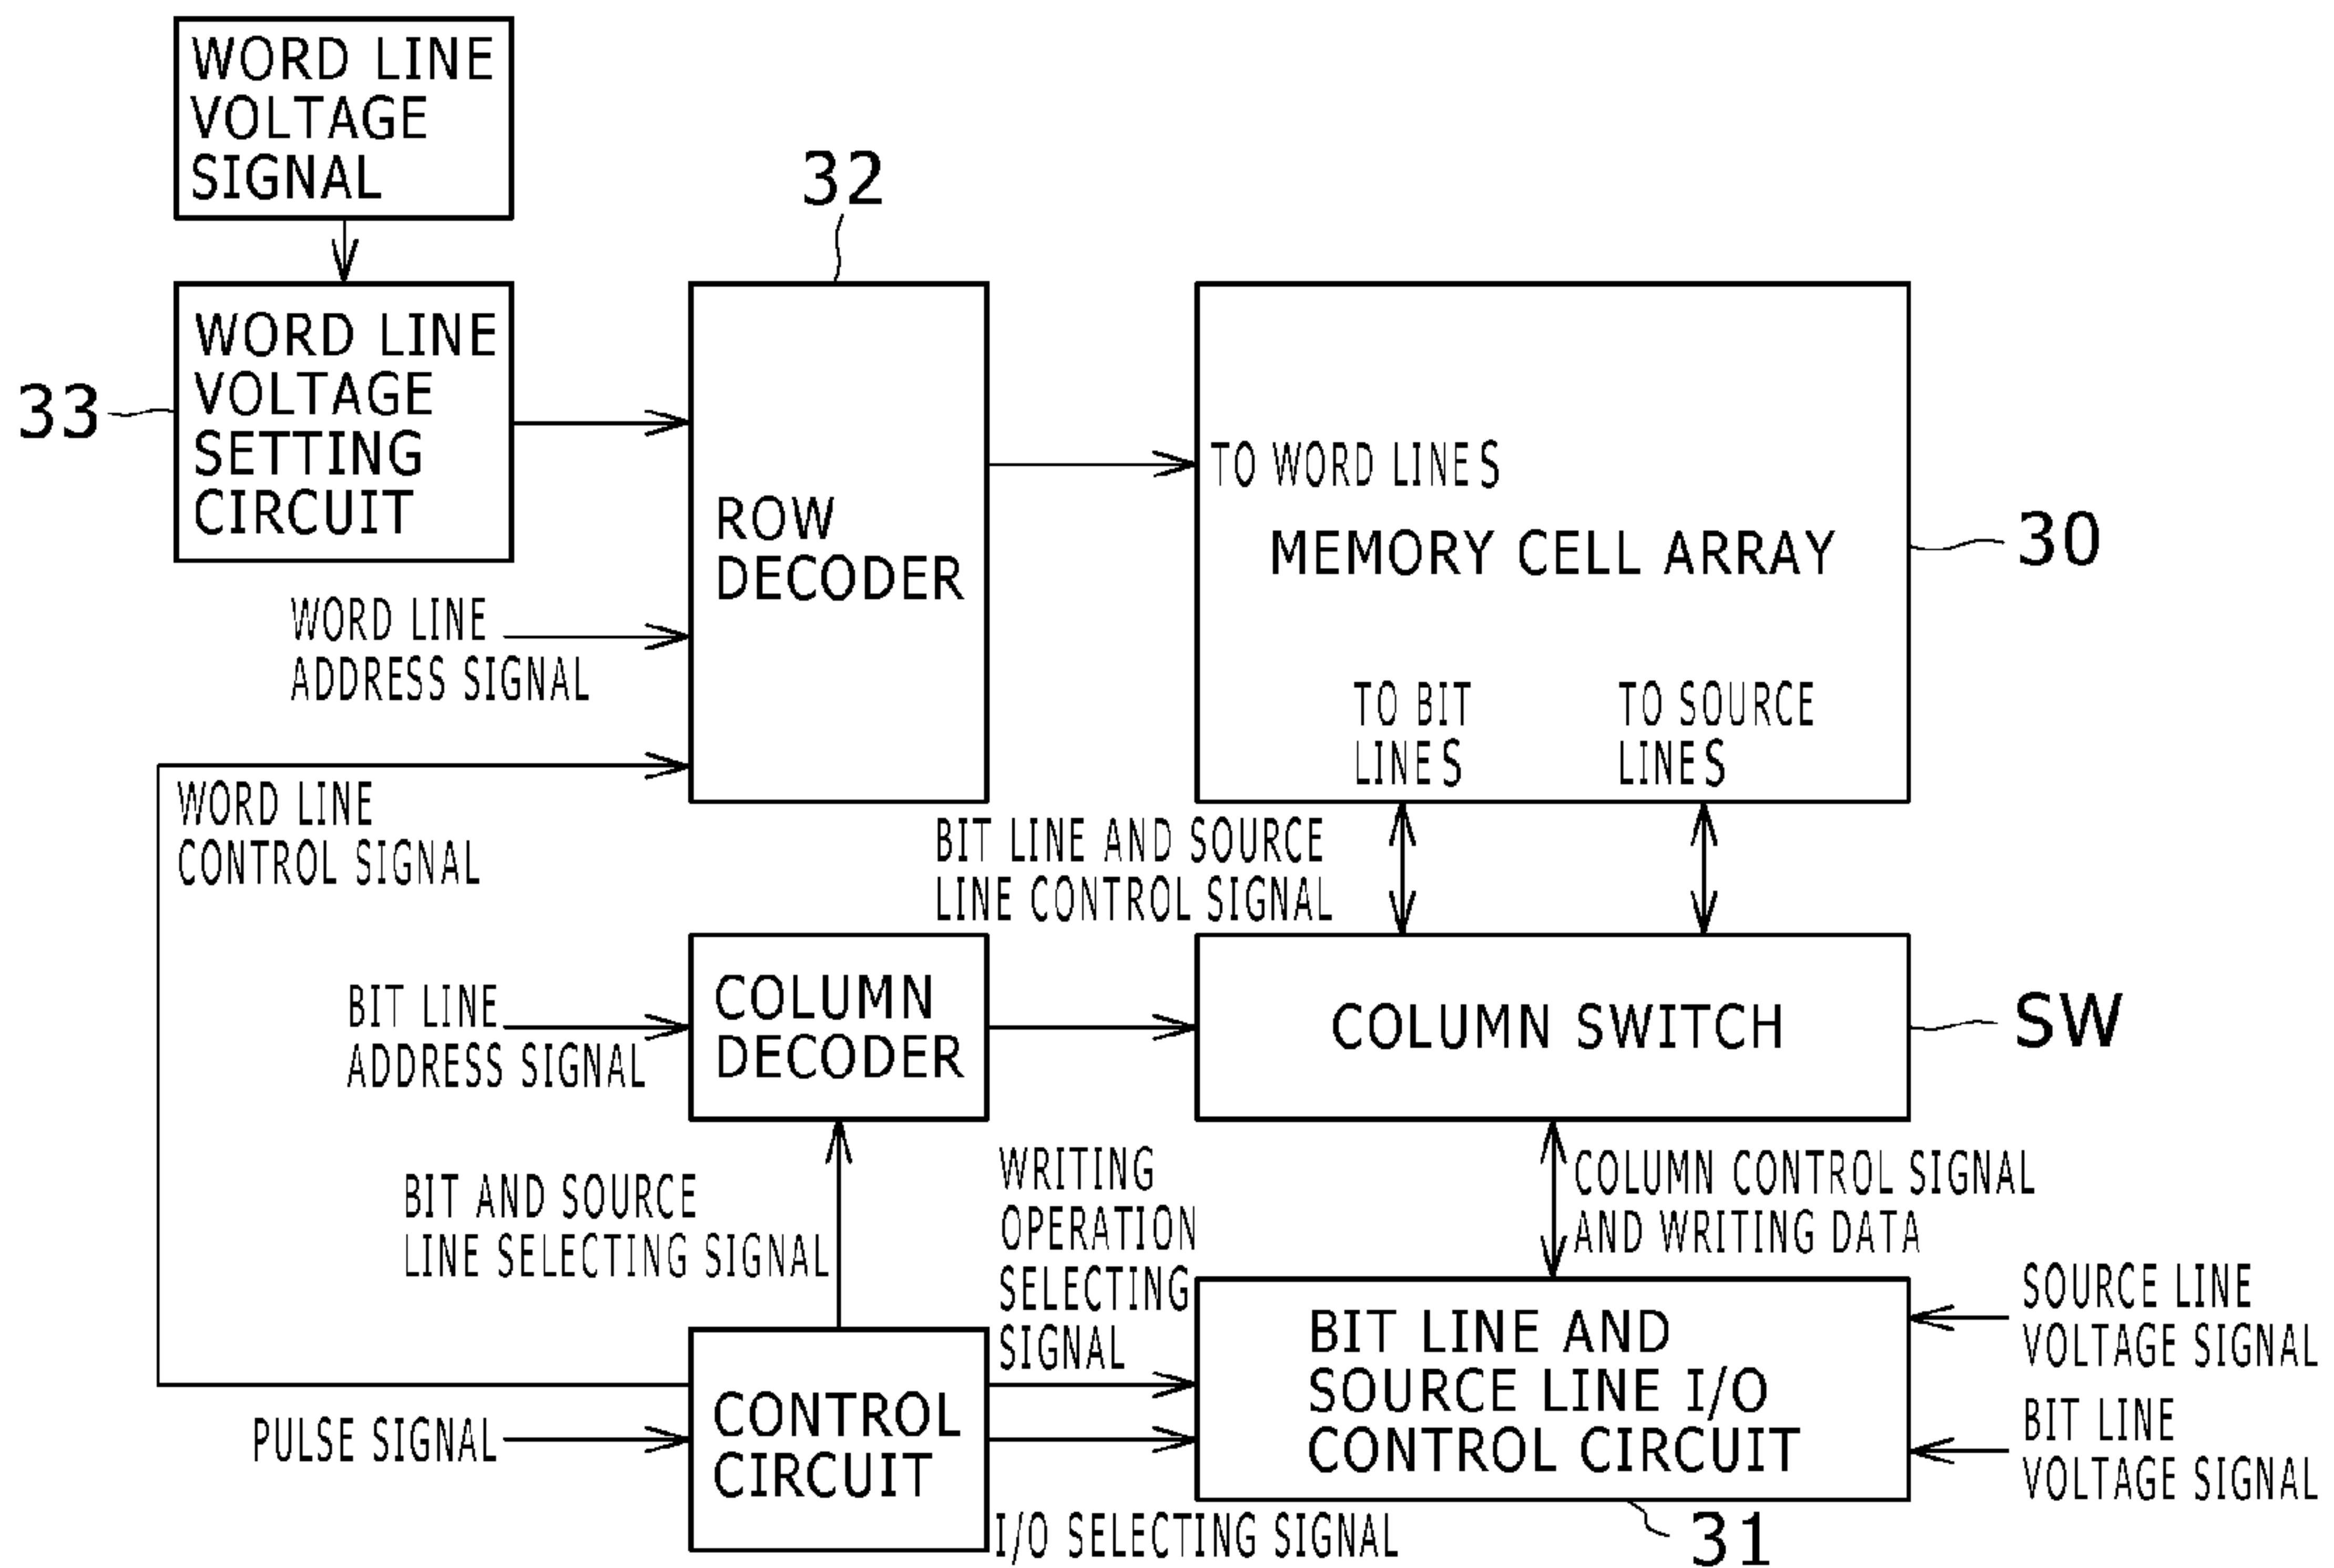 WORD LINE
VOLTAGE
SIGNAL
32
WORD LINE
VOLTAGE
SETTING
CIRCUIT
33
ROW
DECODER
TO WORD LINES
MEMORY CELL ARRAY
30
WORD LINE
ADDRESS SIGNAL
TO BIT
LINES
TO SOURCE
LINES
WORD LINE
CONTROL SIGNAL
BIT LINE AND SOURCE
LINE CONTROL SIGNAL
BIT LINE
ADDRESS SIGNAL
COLUMN
DECODER
COLUMN SWITCH
SW
BIT AND SOURCE
LINE SELECTING SIGNAL
WRITING
OPERATION
SELECTING
SIGNAL
COLUMN CONTROL SIGNAL
AND WRITING DATA
SOURCE LINE
VOLTAGE SIGNAL
BIT LINE AND
SOURCE LINE I/O
CONTROL CIRCUIT
BIT LINE
VOLTAGE SIGNAL
PULSE SIGNAL
CONTROL
CIRCUIT
I/O SELECTING SIGNAL
31